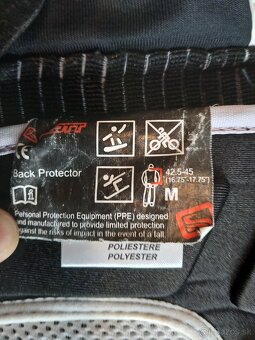 CE
Back Protector
42.5-45
(16.75"-17.75")
M
Personal Protection Equipment (PPE) designed
and manufactured to provide limited protection
against the risks of impact in the event of a fall.
POLIESTERE
POLYESTER